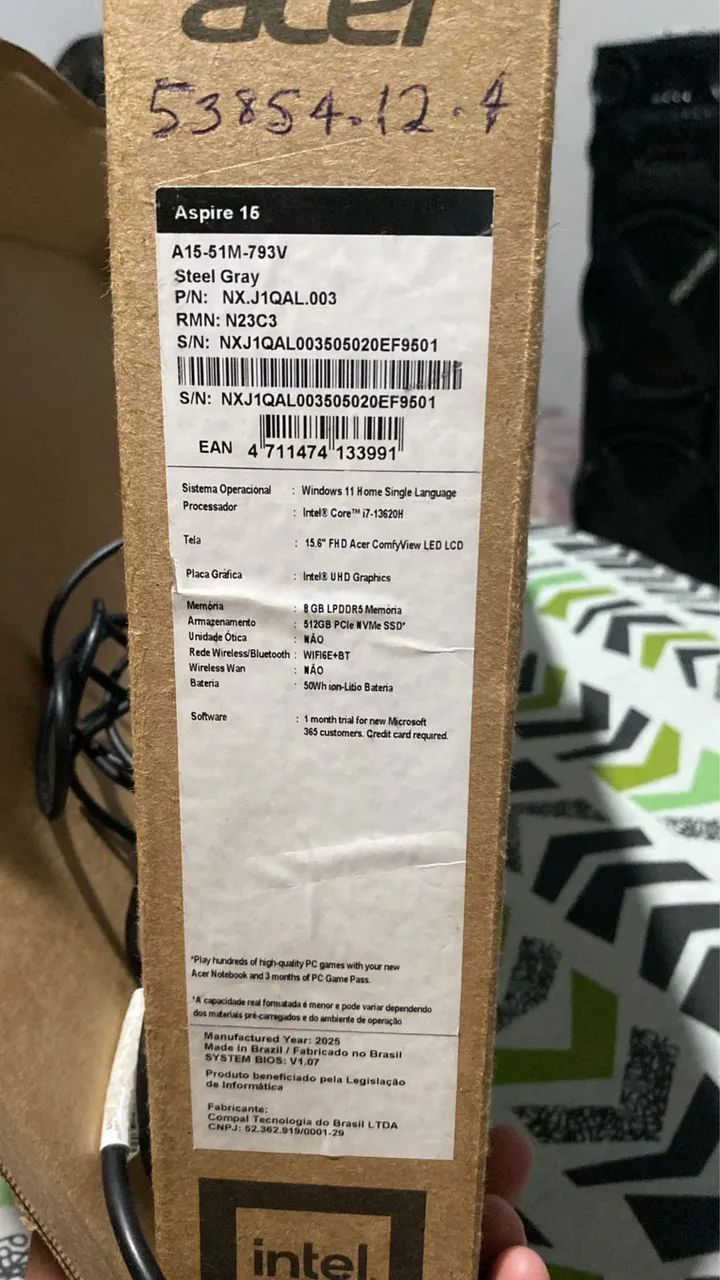 acer
53854.12.4
Aspire 15
A15-51M-793V
Steel Gray
P/N: NX.J1QAL.003
RMN: N23C3
S/N: NXJ1QAL003505020EF9501
S/N: NXJ1QAL003505020EF9501
EAN 4 711474 133991
Sistema Operacional : Windows 11 Home Single Language
Processador : Intel® Core™ i7-13620H
Tela : 15.6" FHD Acer ComfyView LED LCD
Placa Gráfica : Intel® UHD Graphics
Memória : 8 GB LPDDR5 Memória
Armazenamento : 512GB PCIe NVMe SSD*
Unidade Ótica : NÃO
Rede Wireless/Bluetooth : WIFI6E+BT
Wireless Wan : NÃO
Bateria : 50Wh ion-Lítio Bateria
Software : 1 month trial for new Microsoft
365 customers. Credit card required.
*Play hundreds of high-quality PC games with your new
Acer Notebook and 3 months of PC Game Pass.
*A capacidade real formatada é menor e pode variar dependendo
dos materiais pré-carregados e do ambiente de operação
Manufactured Year: 2025
Made in Brazil / Fabricado no Brasil
SYSTEM BIOS: V1.07
Produto beneficiado pela Legislação
de Informática
Fabricante:
Compal Tecnologia do Brasil LTDA
CNPJ: 52.362.919/0001-29
intel